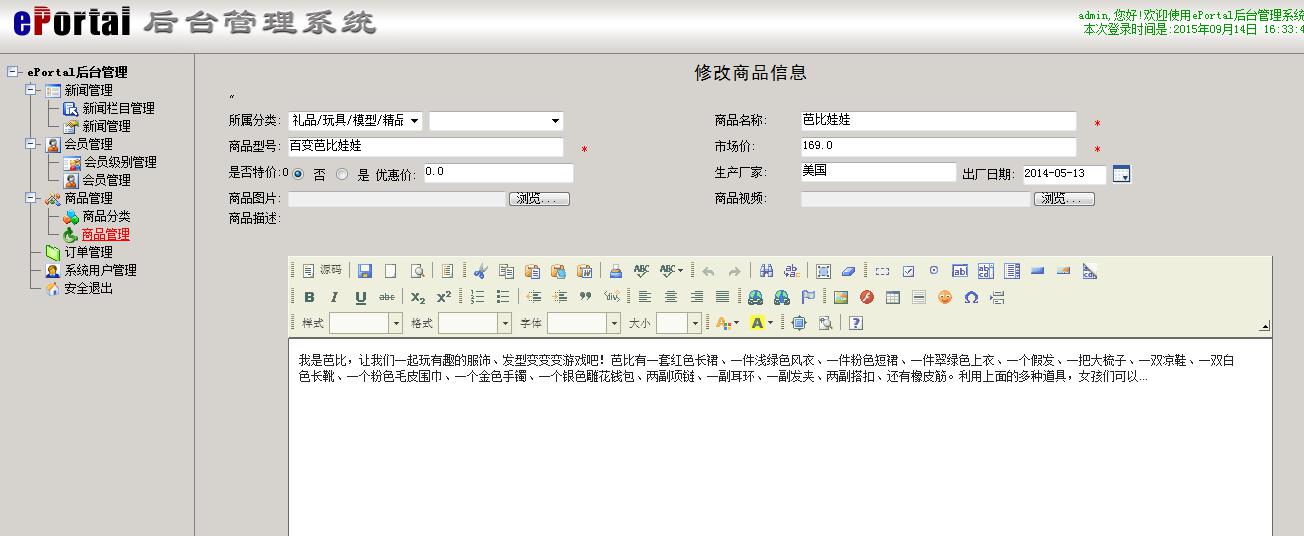 ePortal 后台管理系统
admin,您好!欢迎使用ePortal后台管理系统
本次登录时间是:2015年09月14日 16:33:4
ePortal后台管理
新闻管理
新闻栏目管理
新闻管理
会员管理
会员级别管理
会员管理
商品管理
商品分类
商品管理
订单管理
系统用户管理
安全退出
修改商品信息
"
所属分类: 礼品/玩具/模型/精品 商品名称: 芭比娃娃 *
商品型号: 百变芭比娃娃 * 市场价: 169.0 *
是否特价:0 否 是 优惠价: 0.0 生产厂家: 美国 出厂日期: 2014-05-13
商品图片: 浏览... 商品视频: 浏览...
商品描述:
源码 ABC ABC
B I U abc X₂ X² div
样式 格式 字体 大小 A A ?
我是芭比，让我们一起玩有趣的服饰、发型变变变游戏吧！芭比有一套红色长裙、一件浅绿色风衣、一件粉色短裙、一件翠绿色上衣、一个假发、一把大梳子、一双凉鞋、一双白
色长靴、一个粉色毛皮围巾、一个金色手镯、一个银色雕花钱包、两副项链、一副耳环、一副发夹、两副搭扣、还有橡皮筋。利用上面的多种道具，女孩们可以...